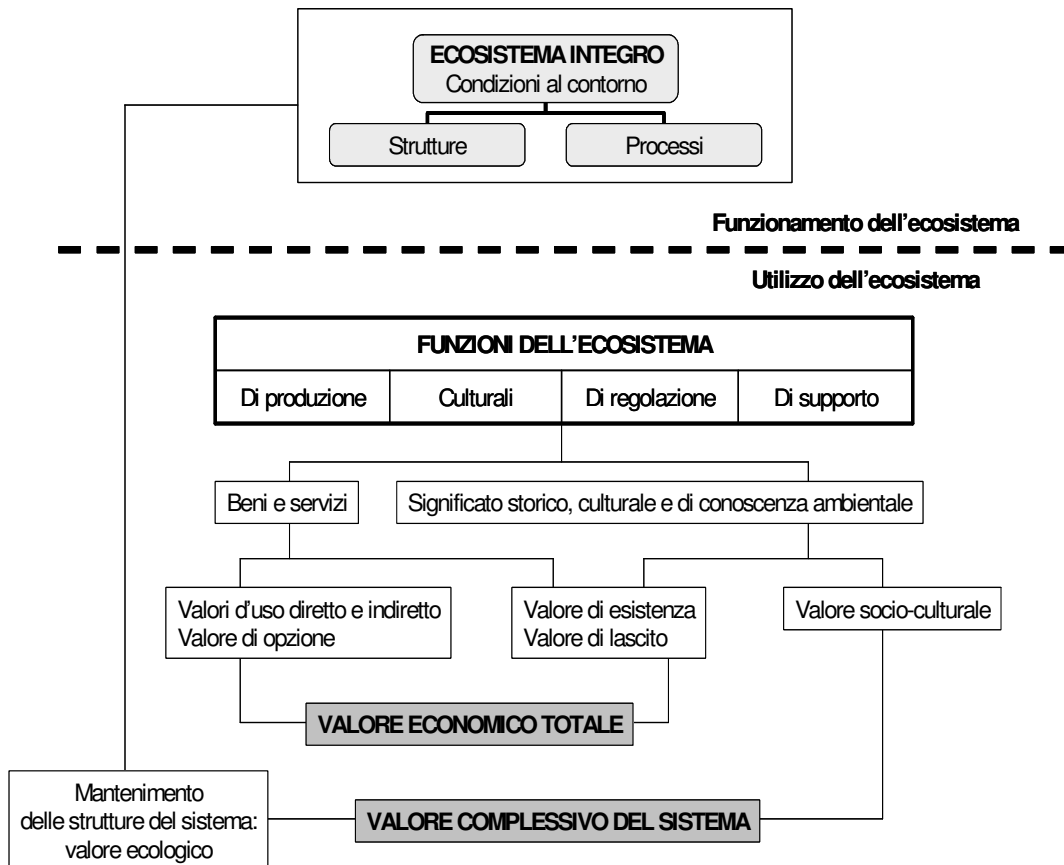 ECOSISTEMA INTEGRO
Condizioni al contorno
Strutture
Processi
Funzionamento dell'ecosistema
Utilizzo dell'ecosistema
FUNZIONI DELL'ECOSISTEMA
Di produzione
Culturali
Di regolazione
Di supporto
Beni e servizi
Significato storico, culturale e di conoscenza ambientale
Valori d'uso diretto e indiretto
Valore di opzione
Valore di esistenza
Valore di lascito
Valore socio-culturale
VALORE ECONOMICO TOTALE
Mantenimento
delle strutture del sistema:
valore ecologico
VALORE COMPLESSIVO DEL SISTEMA